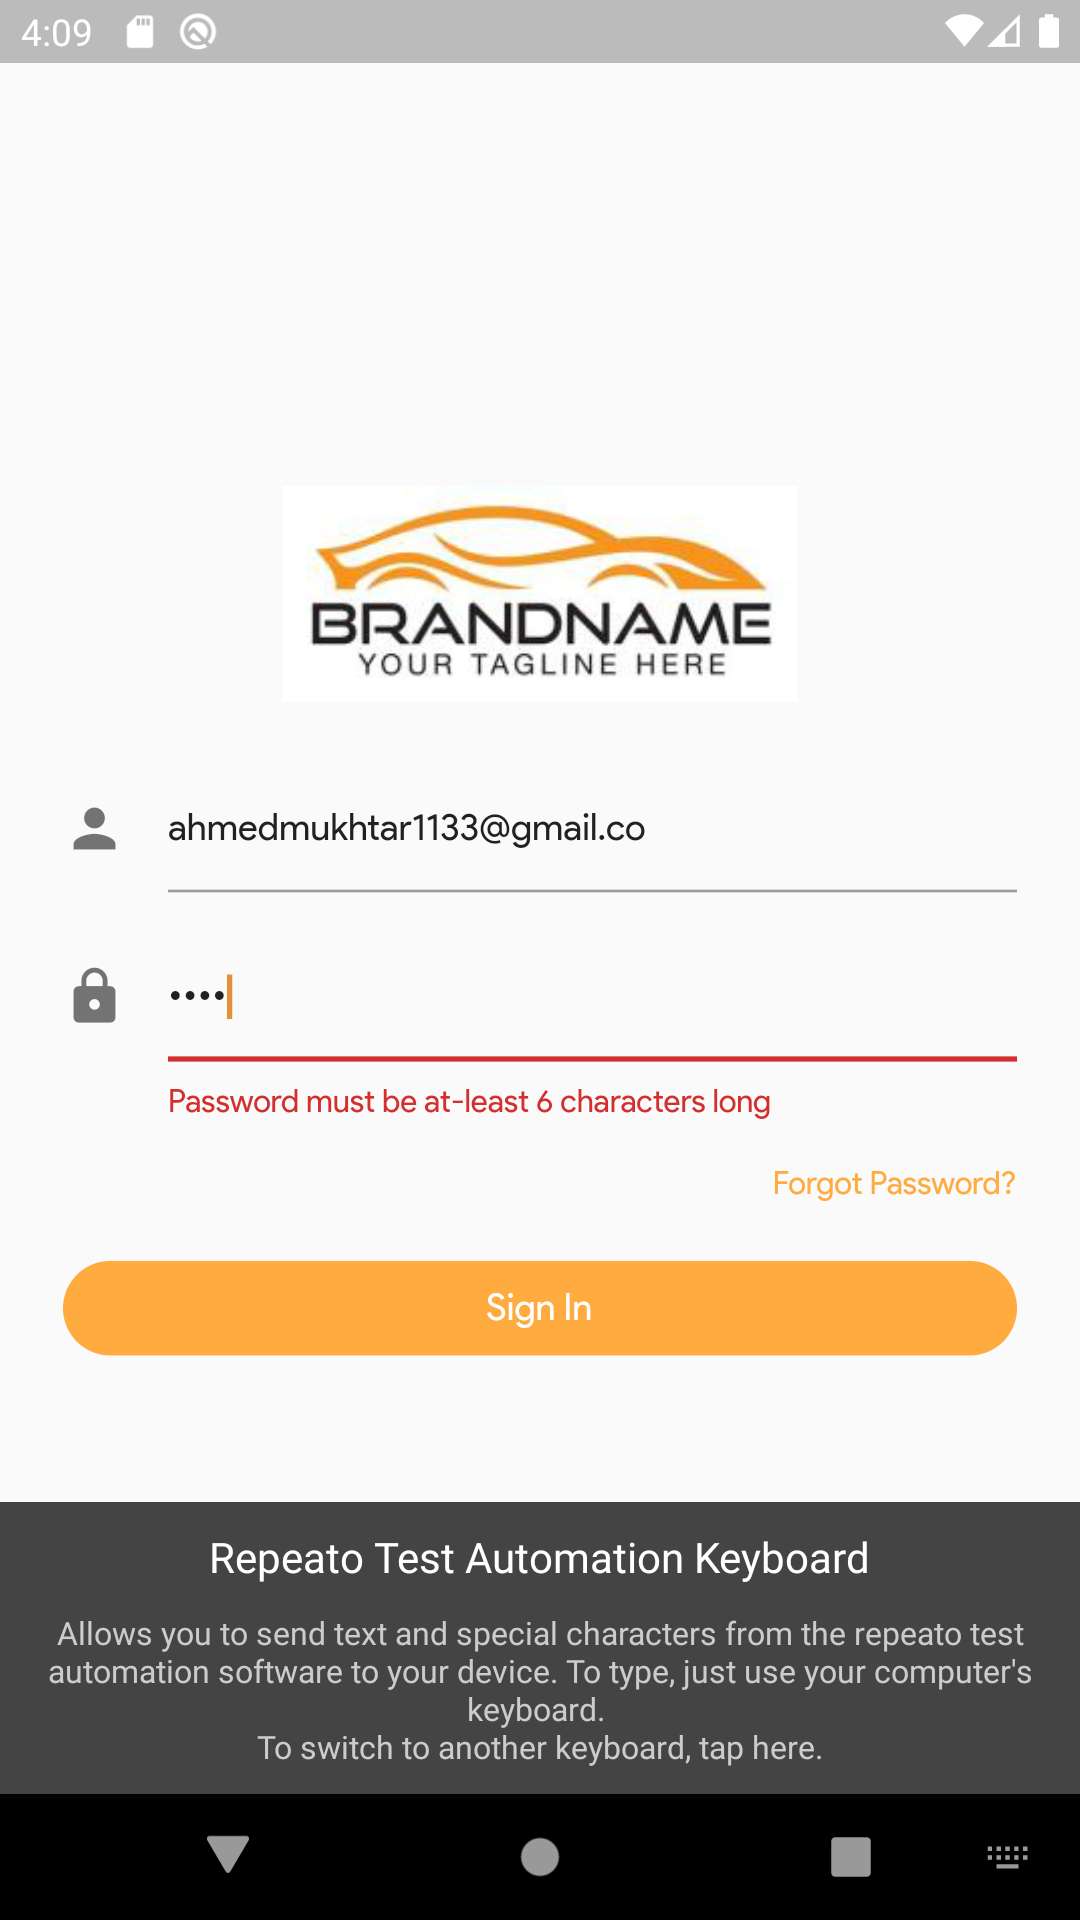 4:09
BRANDNAME
YOUR TAGLINE HERE
ahmedmukhtar1133@gmail.co
••••
Password must be at-least 6 characters long
Forgot Password?
Sign In
Repeato Test Automation Keyboard
Allows you to send text and special characters from the repeato test
automation software to your device. To type, just use your computer's
keyboard.
To switch to another keyboard, tap here.